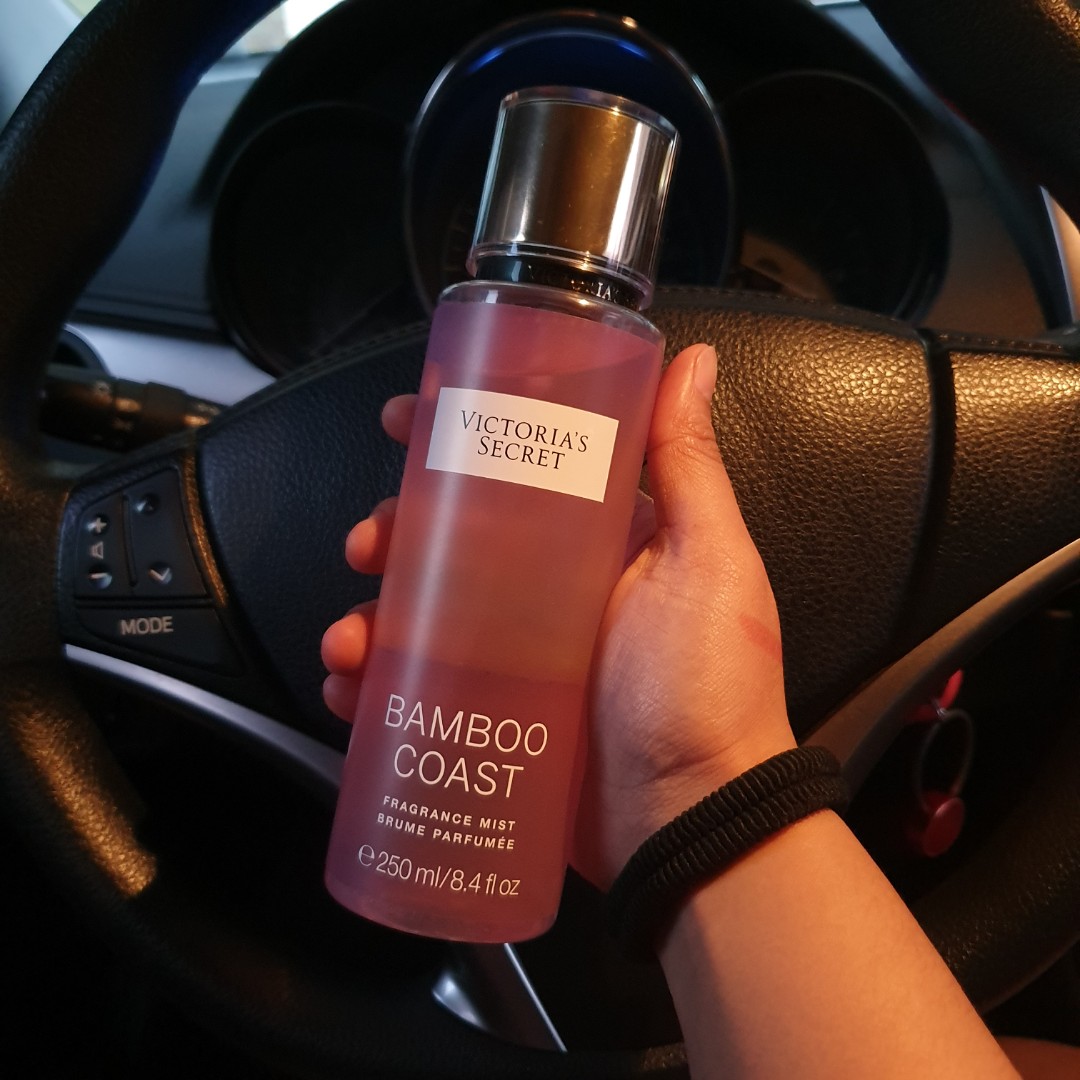 VICTORIA'S
SECRET
BAMBOO
COAST
FRAGRANCE MIST
BRUME PARFUMÉE
℮ 250 ml/8.4 fl oz
MODE